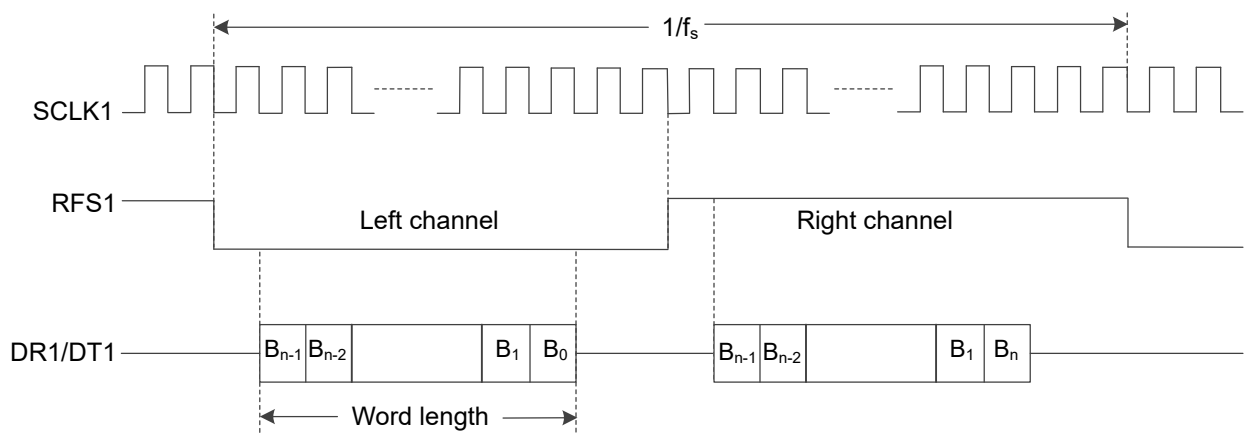 1/fs
SCLK1
RFS1 Left channel Right channel
DR1/DT1 Bn-1 Bn-2 B1 B0 Bn-1 Bn-2 B1 Bn
Word length